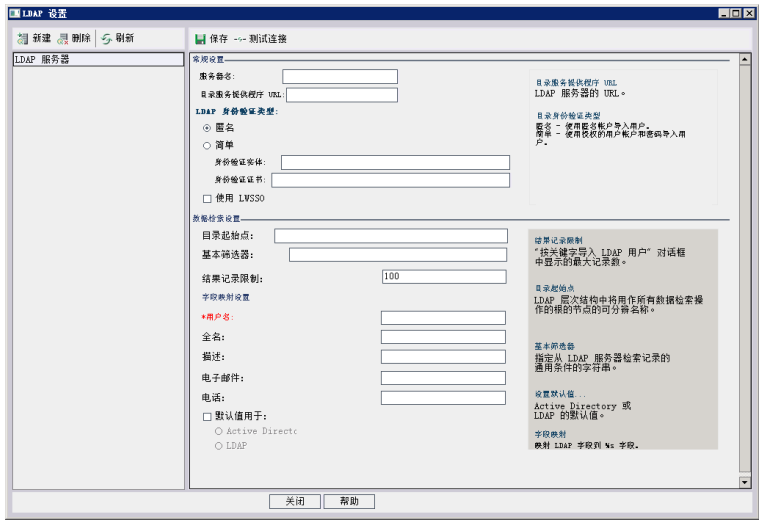 LDAP 设置
新建 删除 刷新
保存 测试连接
LDAP 服务器
常规设置
服务器名:
目录服务提供程序 URL:
LDAP 身份验证类型:
匿名
简单
身份验证实体:
身份验证证书:
使用 LWSSO
目录服务提供程序 URL
LDAP 服务器的 URL。
目录身份验证类型
匿名 - 使用匿名帐户导入用户。
简单 - 使用授权的用户帐户和密码导入用
户。
数据检索设置
目录起始点:
基本筛选器:
结果记录限制: 100
字段映射设置
*用户名:
全名:
描述:
电子邮件:
电话:
默认值用于:
Active Directo
LDAP
结果记录限制
“按关键字导入 LDAP 用户” 对话框
中显示的最大记录数。
目录起始点
LDAP 层次结构中将用作所有数据检索操
作的根的节点的可分辨名称。
基本筛选器
指定从 LDAP 服务器检索记录的
通用条件的字符串。
设置默认值...
Active Directory 或
LDAP 的默认值。
字段映射
映射 LDAP 字段到 %s 字段。
关闭 帮助